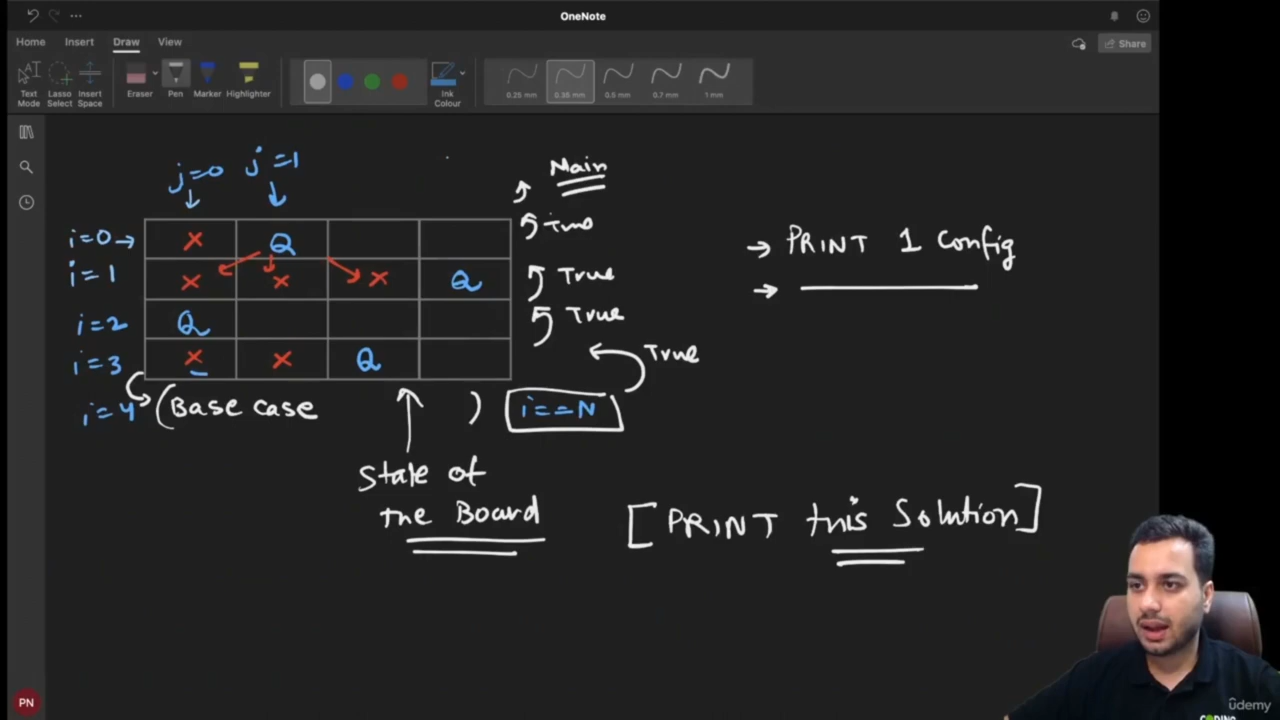 OneNote
Home Insert Draw View
Share
Text Mode
Lasso Select
Insert Space
Eraser
Pen
Marker
Highlighter
Ink Colour
0.25 mm
0.35 mm
0.5 mm
0.7 mm
1 mm
j=0 j=1
Main
i=0 → X Q True
i=1 X X X Q True
i=2 Q True
i=3 X X Q True
i=4 (Base case ) i==N
State of
the Board
→ PRINT 1 Config
→
[PRINT this Solution]
PN
ûdemy
CODING